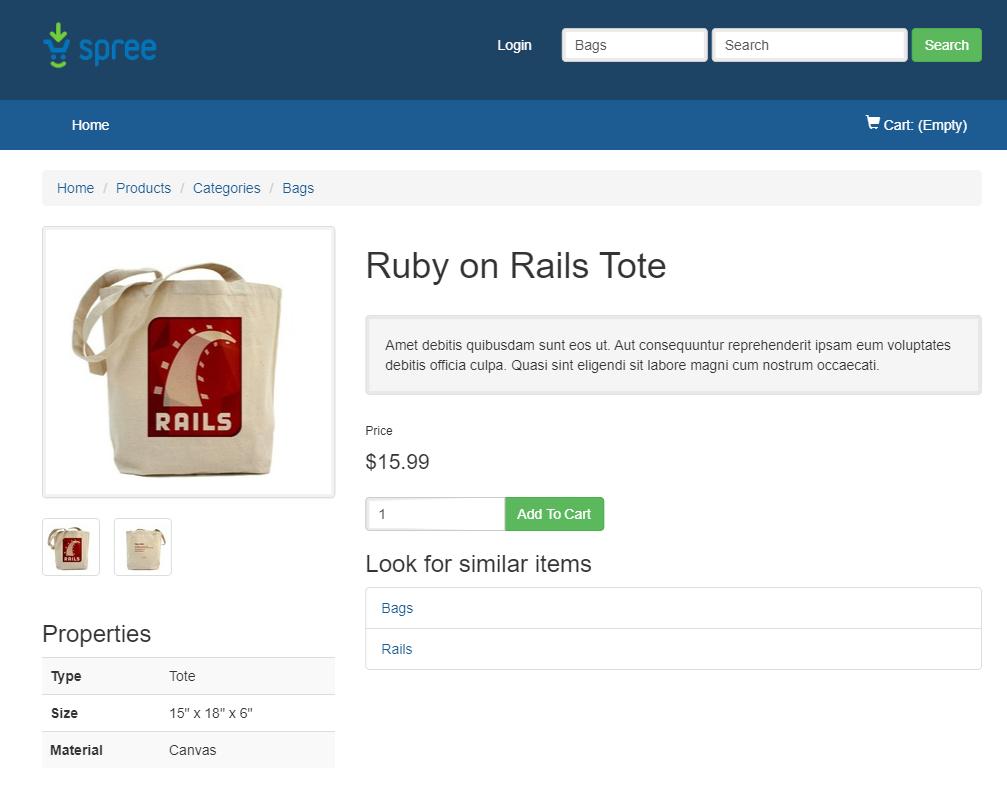 spree
Login
Bags
Search
Search
Home
Cart: (Empty)
Home / Products / Categories / Bags
RAILS
Ruby on Rails Tote
Amet debitis quibusdam sunt eos ut. Aut consequuntur reprehenderit ipsam eum voluptates
debitis officia culpa. Quasi sint eligendi sit labore magni cum nostrum occaecati.
Price
$15.99
1
Add To Cart
RAILS
Look for similar items
Bags
Rails
Properties
Type Tote
Size 15" x 18" x 6"
Material Canvas